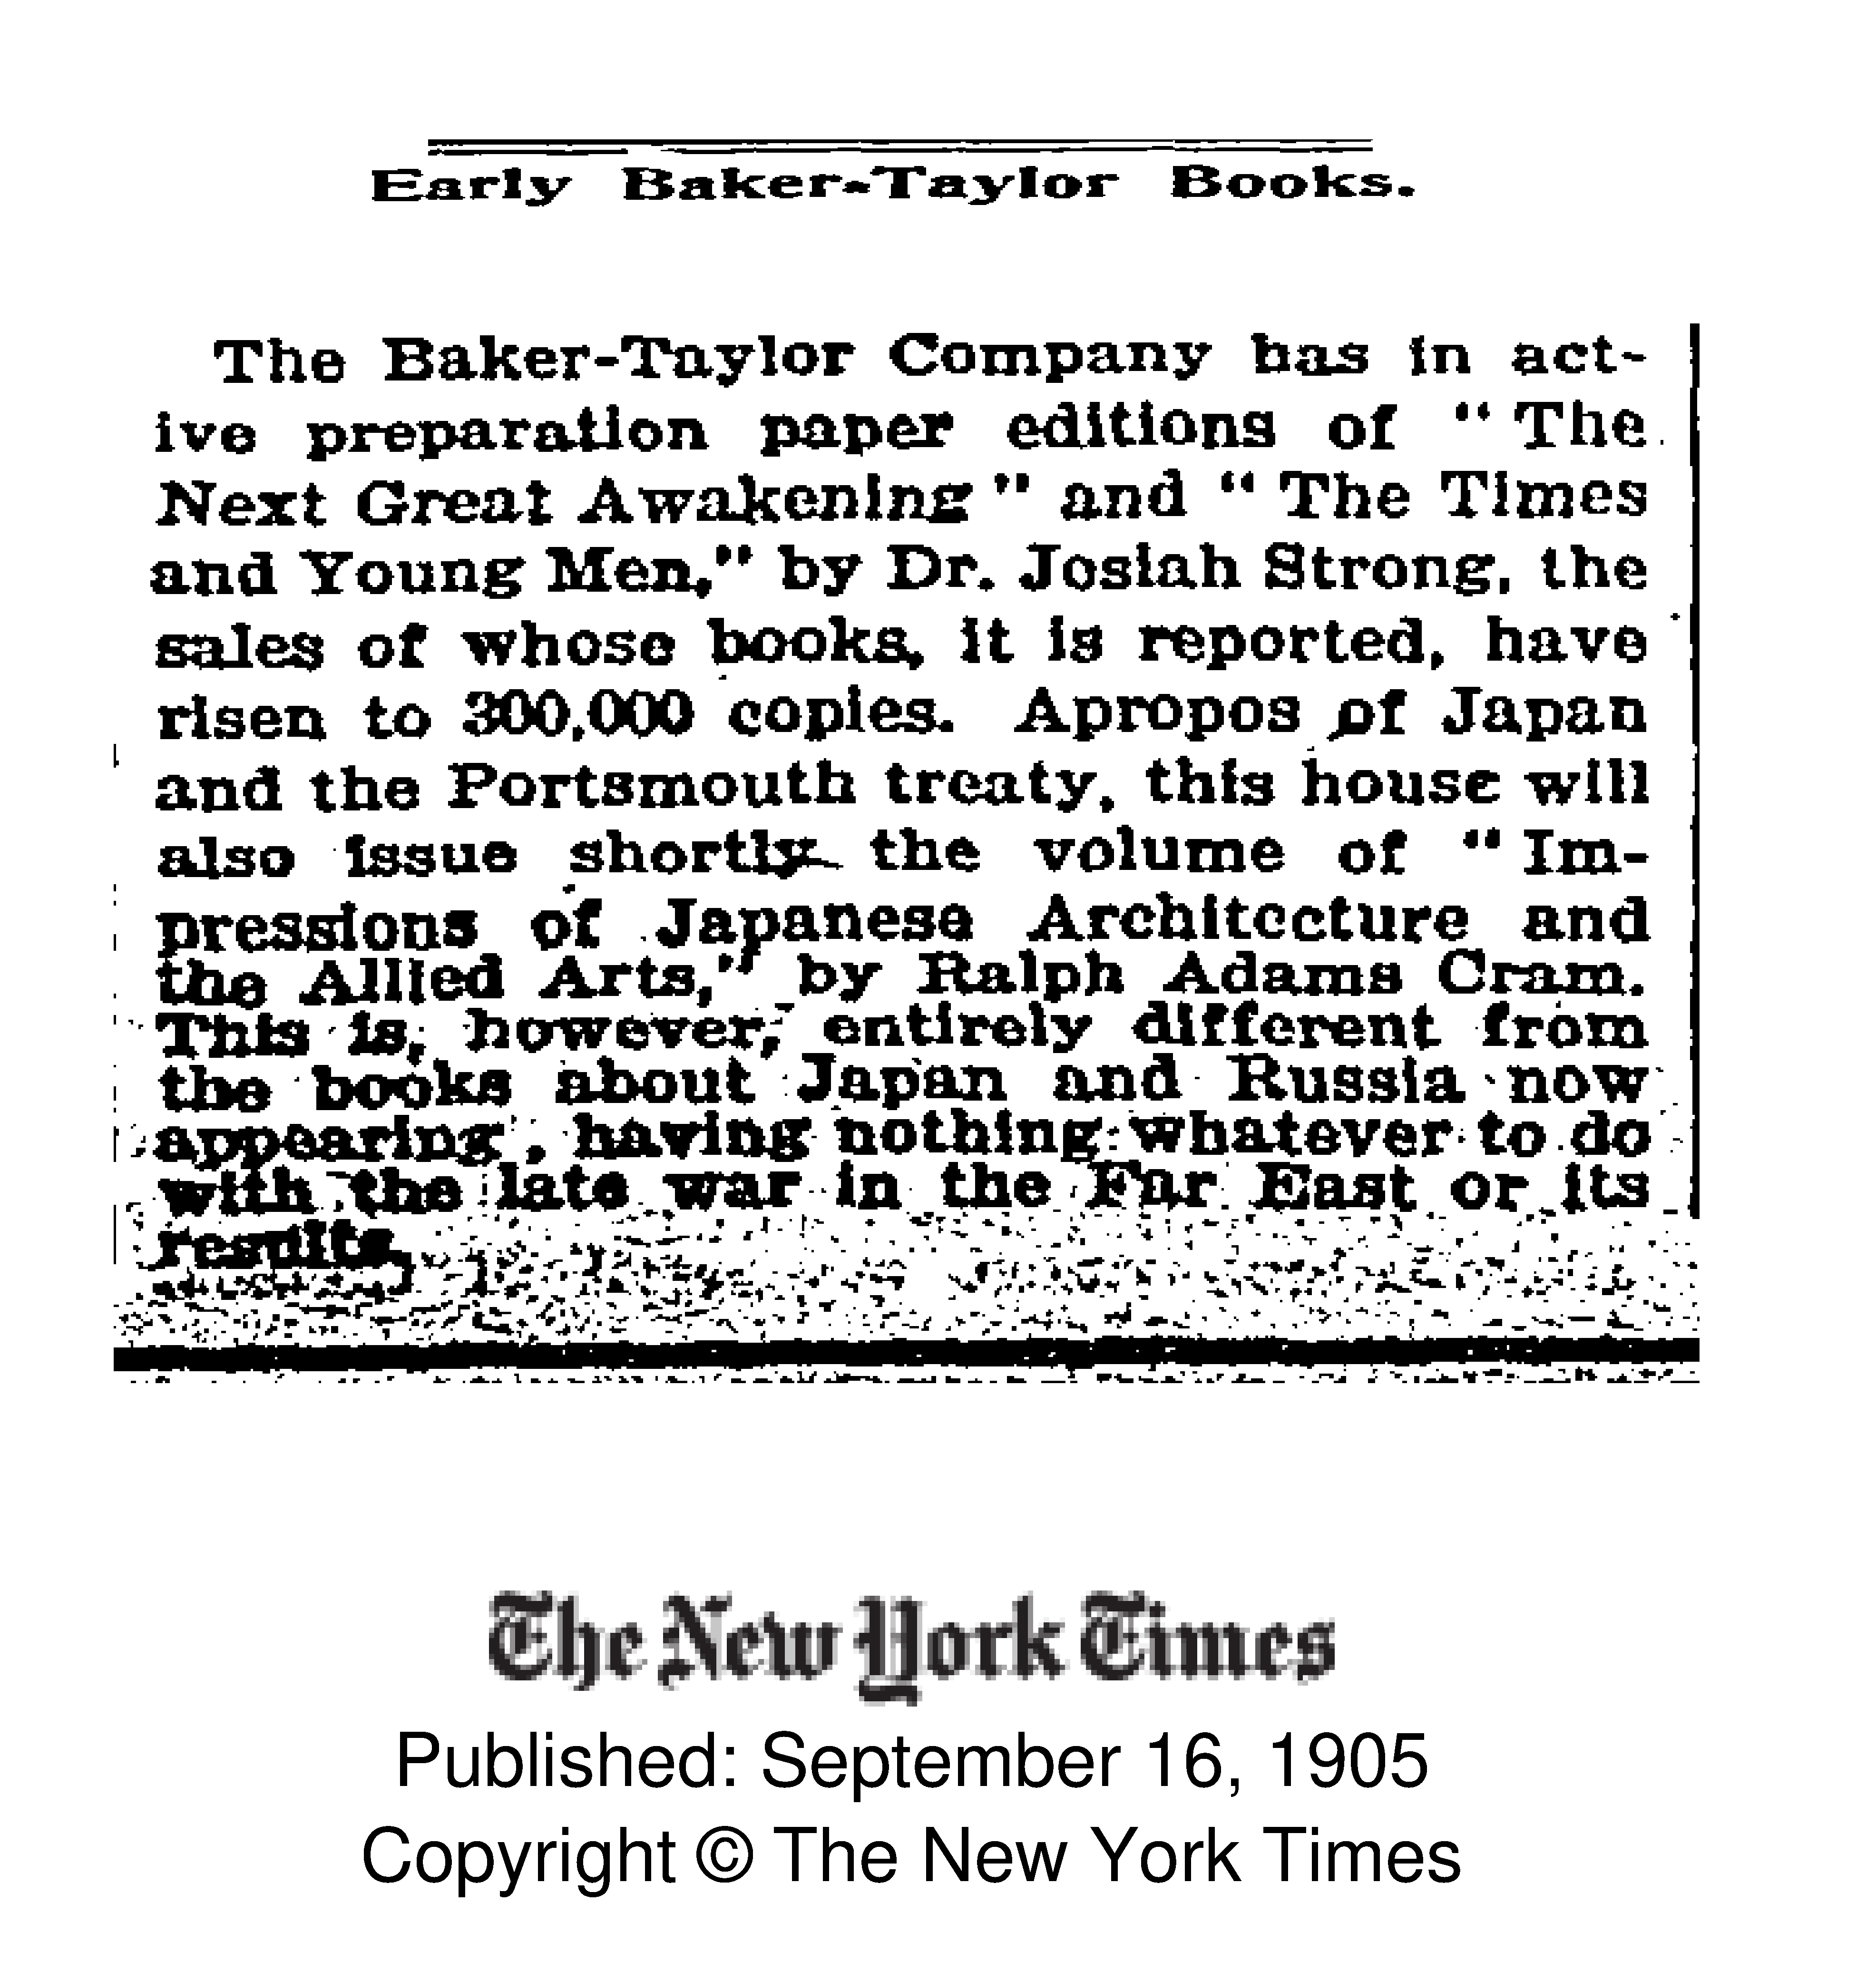 Early Baker-Taylor Books.
The Baker-Taylor Company has in act-
ive preparation paper editions of "The
Next Great Awakening" and "The Times
and Young Men," by Dr. Josiah Strong, the
sales of whose books, it is reported, have
risen to 300,000 copies. Apropos of Japan
and the Portsmouth treaty, this house will
also issue shortly the volume of "Im-
pressions of Japanese Architecture and
the Allied Arts," by Ralph Adams Cram.
This is, however, entirely different from
the books about Japan and Russia now
appearing, having nothing whatever to do
with the late war in the Far East or its
results.
The New York Times
Published: September 16, 1905
Copyright © The New York Times